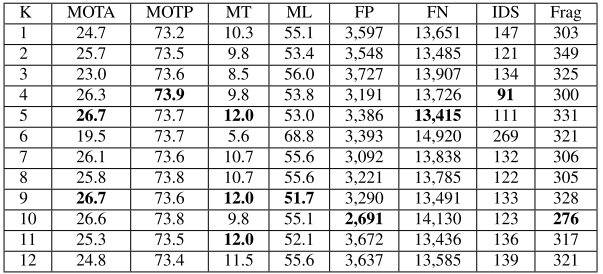 K MOTA MOTP MT ML FP FN IDS Frag
1 24.7 73.2 10.3 55.1 3,597 13,651 147 303
2 25.7 73.5 9.8 53.4 3,548 13,485 121 349
3 23.0 73.6 8.5 56.0 3,727 13,907 134 325
4 26.3 73.9 9.8 53.8 3,191 13,726 91 300
5 26.7 73.7 12.0 53.0 3,386 13,415 111 331
6 19.5 73.7 5.6 68.8 3,393 14,920 269 321
7 26.1 73.6 10.7 55.6 3,092 13,838 132 306
8 25.8 73.8 10.7 55.6 3,221 13,785 122 305
9 26.7 73.6 12.0 51.7 3,290 13,491 133 328
10 26.6 73.8 9.8 55.1 2,691 14,130 123 276
11 25.3 73.5 12.0 52.1 3,672 13,436 136 317
12 24.8 73.4 11.5 55.6 3,637 13,585 139 321